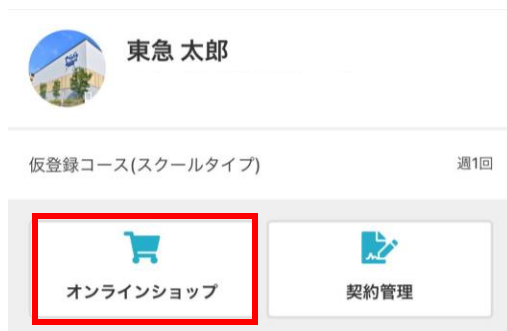 東急 太郎
仮登録コース(スクールタイプ)
週1回
オンラインショップ
契約管理